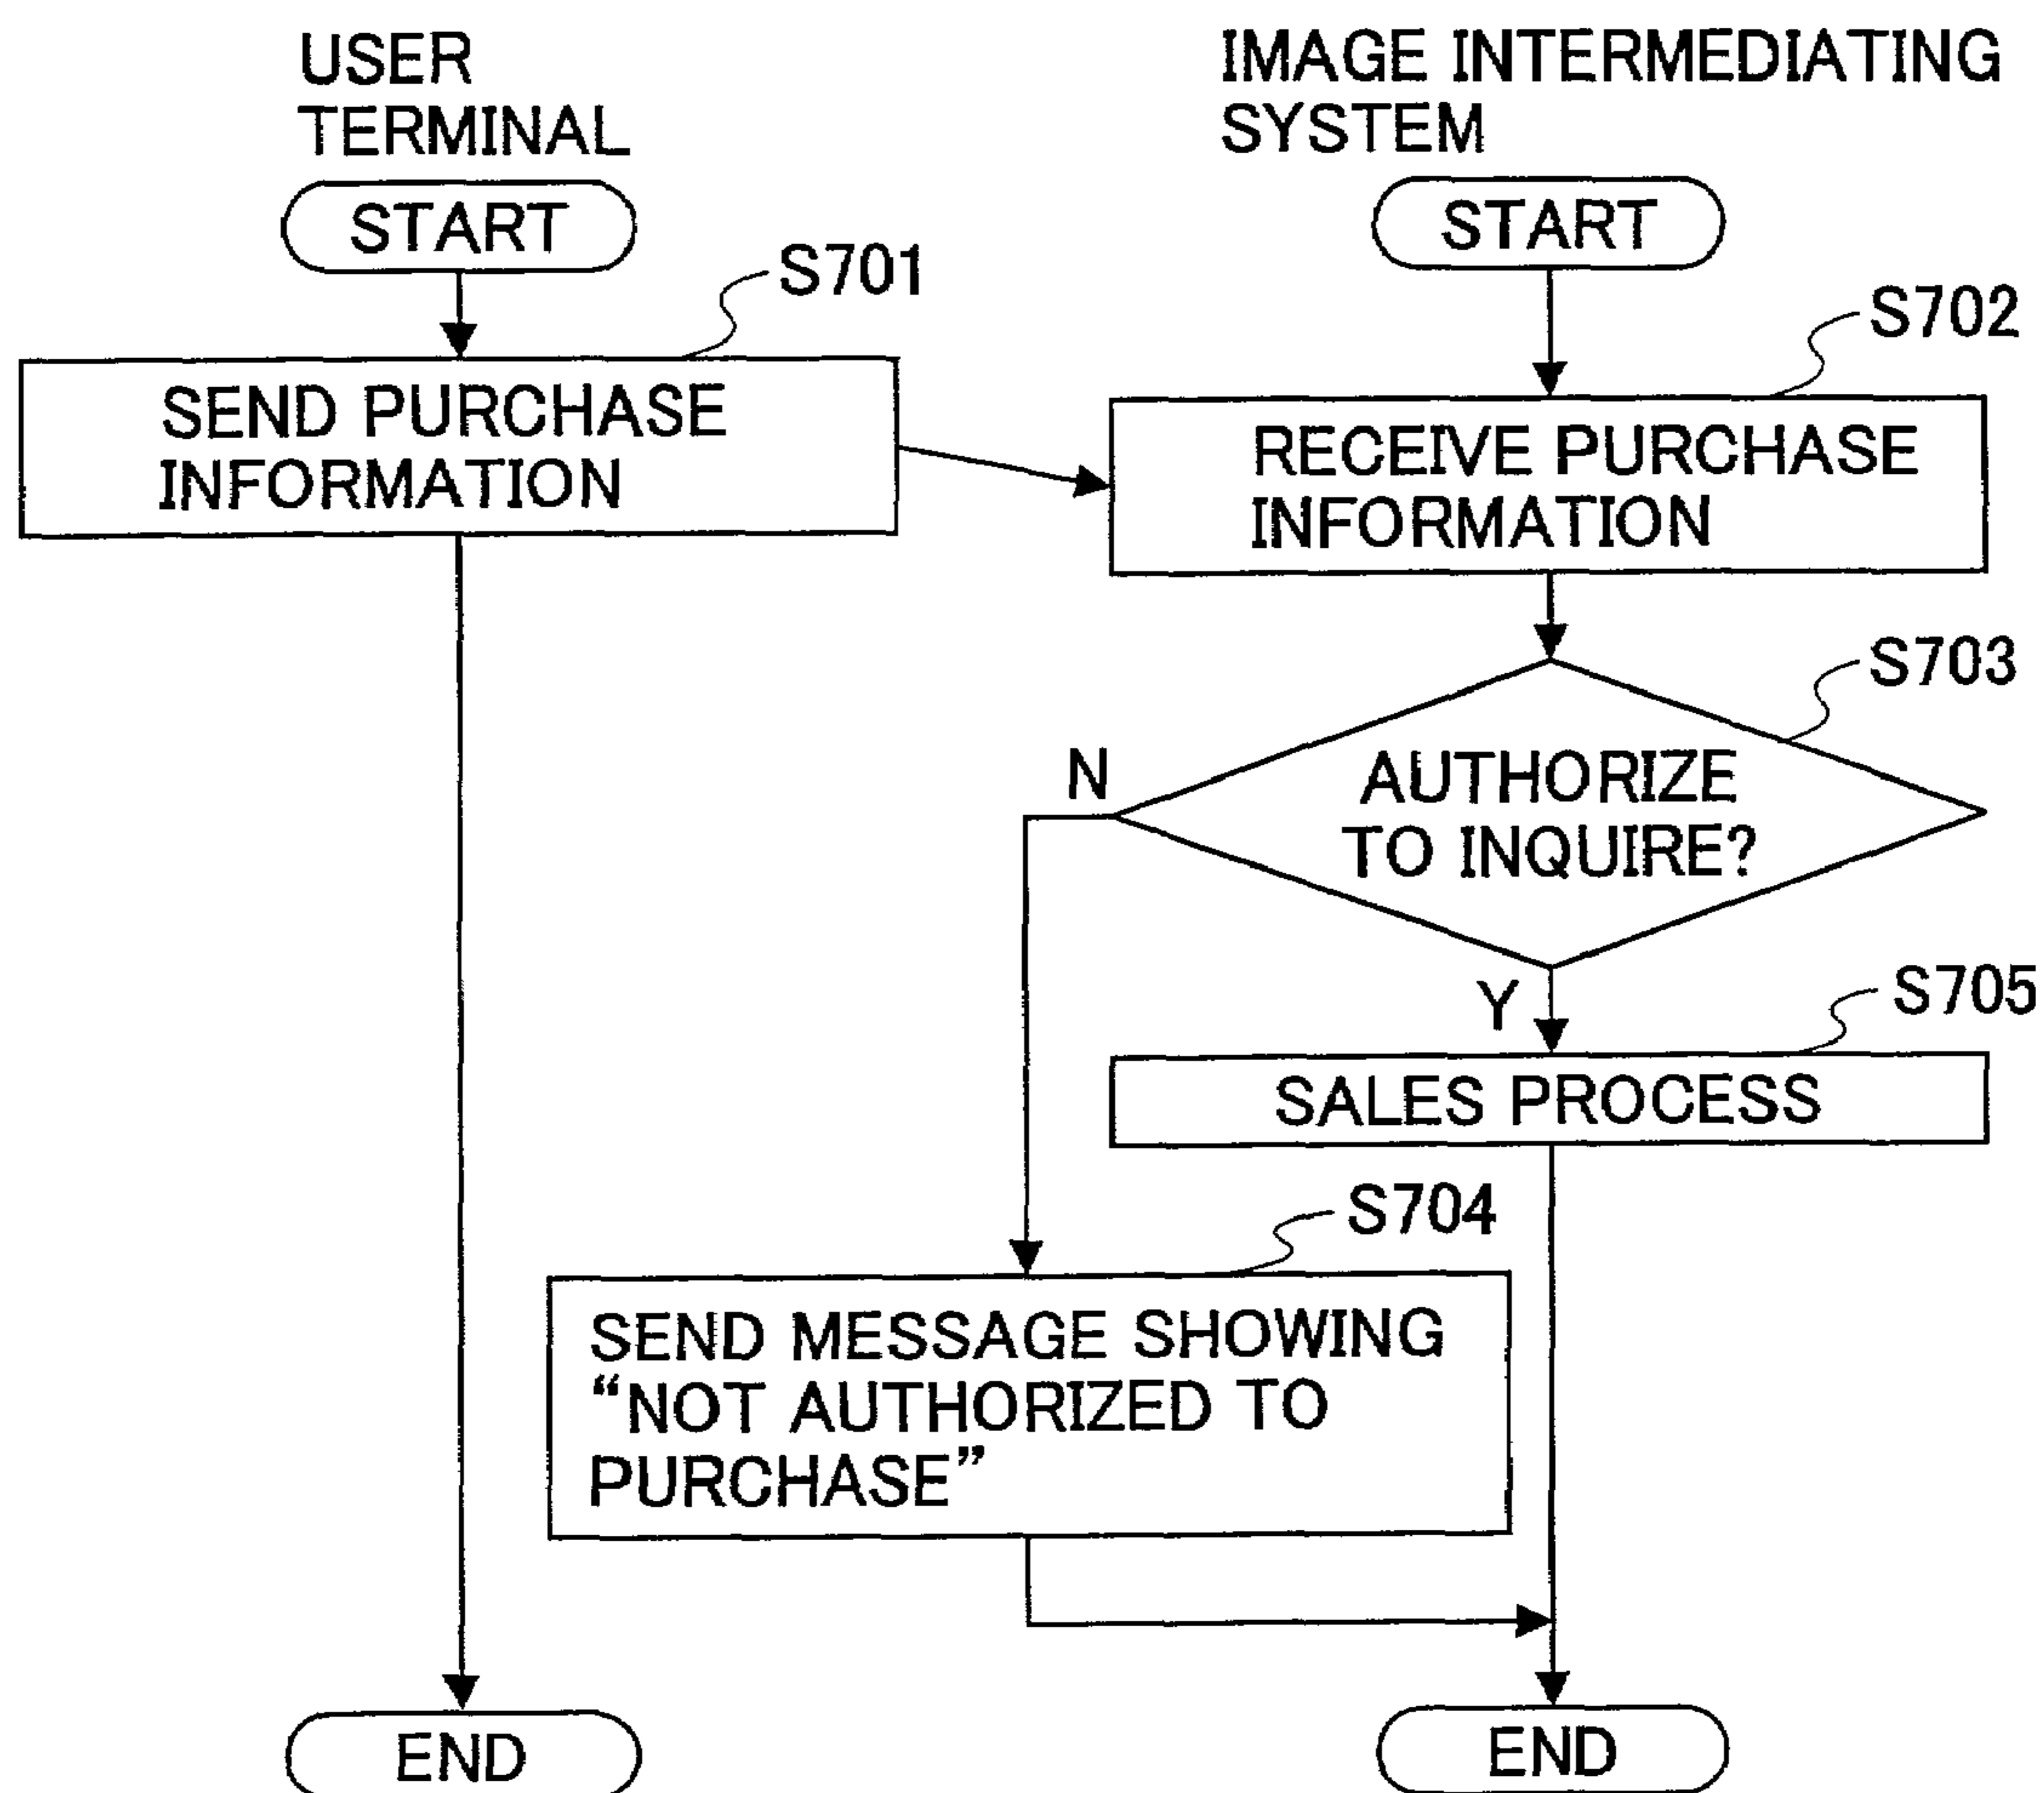 USER
TERMINAL
IMAGE INTERMEDIATING
SYSTEM
START
START
S701
S702
SEND PURCHASE
INFORMATION
RECEIVE PURCHASE
INFORMATION
S703
N
AUTHORIZE
TO INQUIRE?
Y
S705
SALES PROCESS
S704
SEND MESSAGE SHOWING
“NOT AUTHORIZED TO
PURCHASE”
END
END